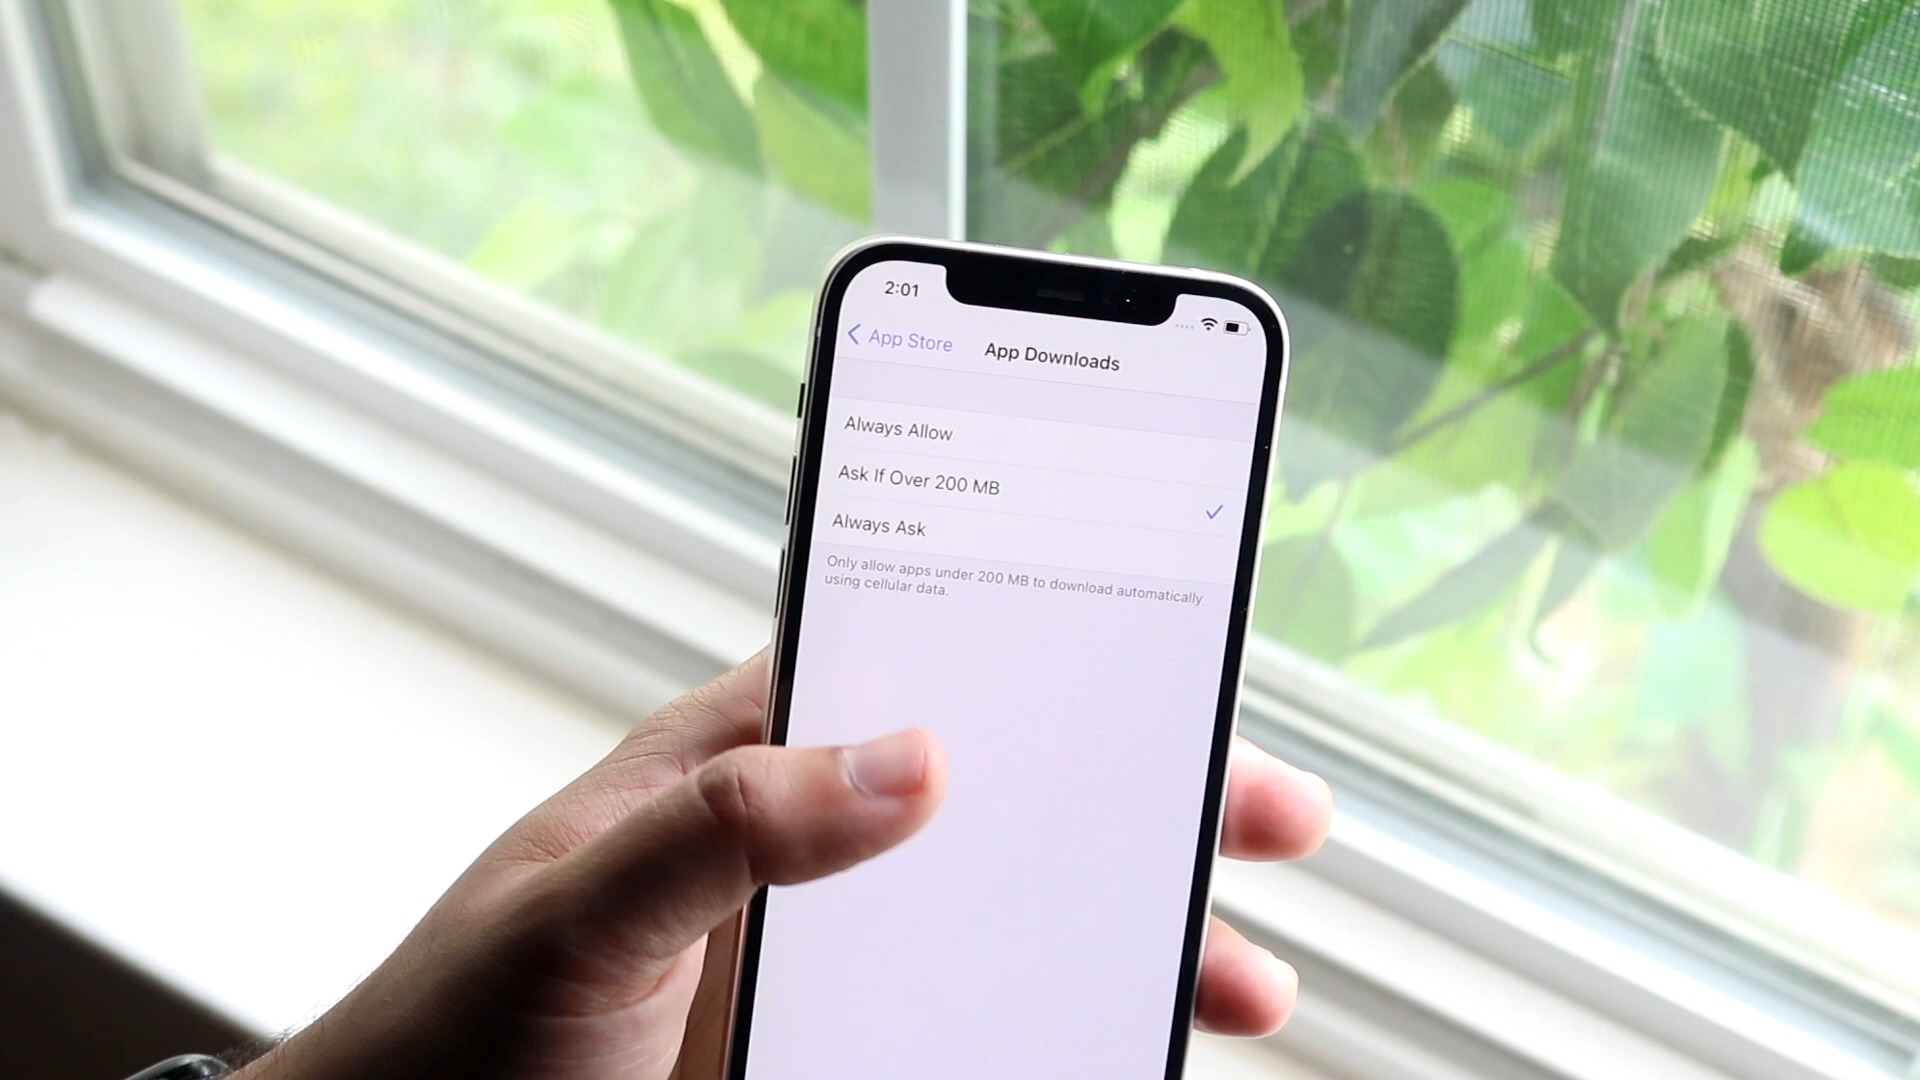 2:01
App Store
App Downloads
Always Allow
Ask If Over 200 MB
Always Ask
Only allow apps under 200 MB to download automatically
using cellular data.